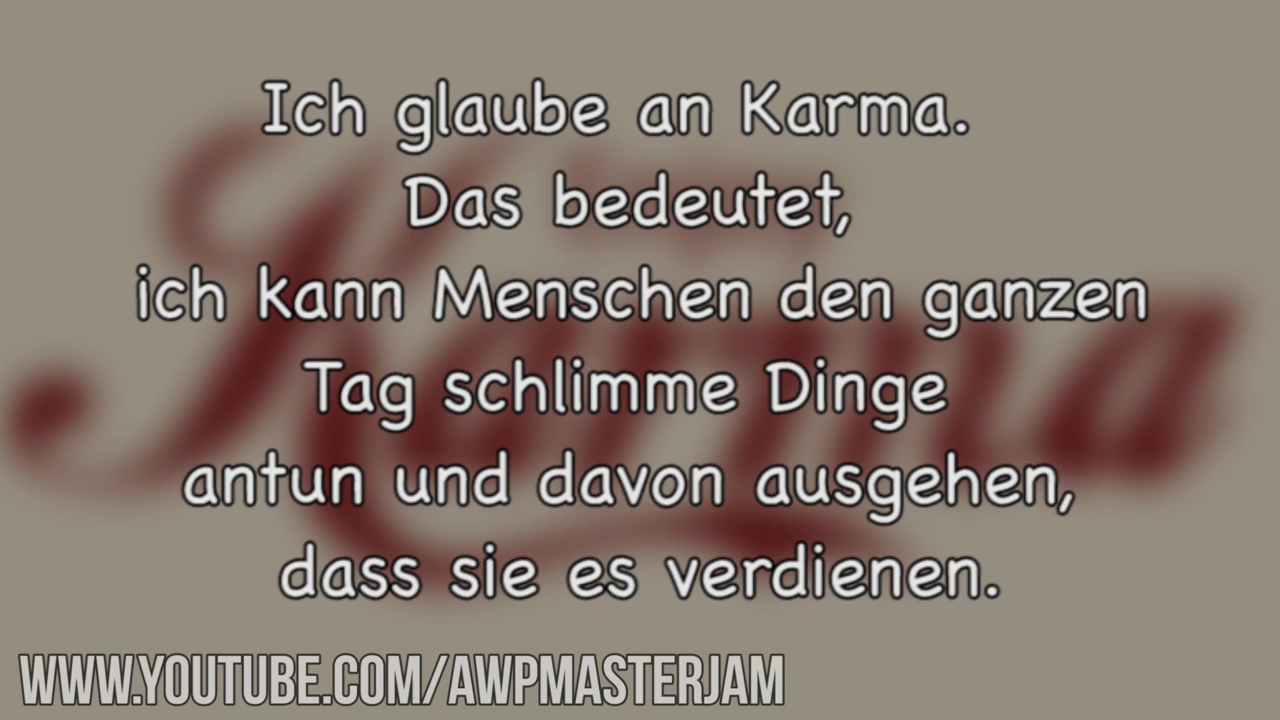 Ich glaube an Karma.
Das bedeutet,
ich kann Menschen den ganzen
Tag schlimme Dinge
antun und davon ausgehen,
dass sie es verdienen.
Karma
WWW.YOUTUBE.COM/AWPMASTERJAM